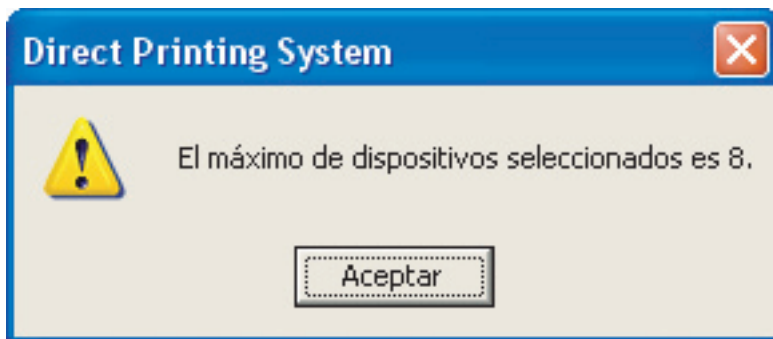 Direct Printing System
El máximo de dispositivos seleccionados es 8.
Aceptar